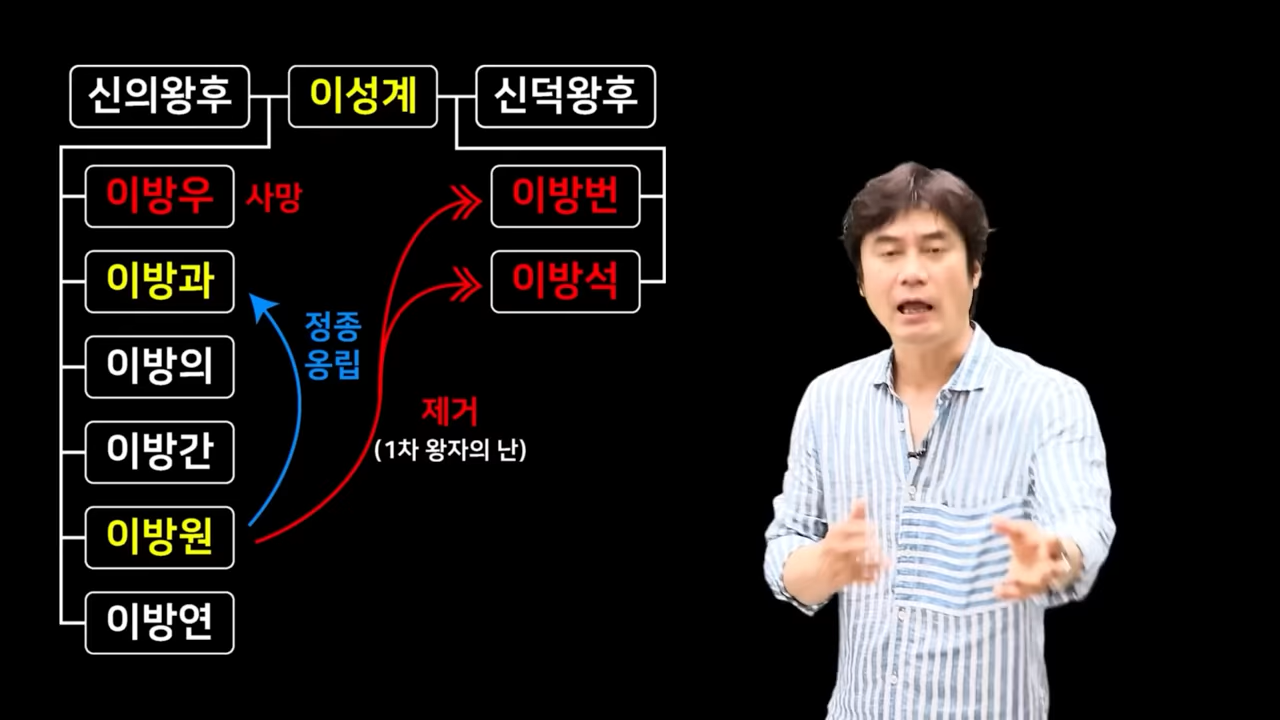 신의왕후
이성계
신덕왕후
이방우
사망
이방번
이방과
이방석
정종
옹립
이방의
제거
(1차 왕자의 난)
이방간
이방원
이방연